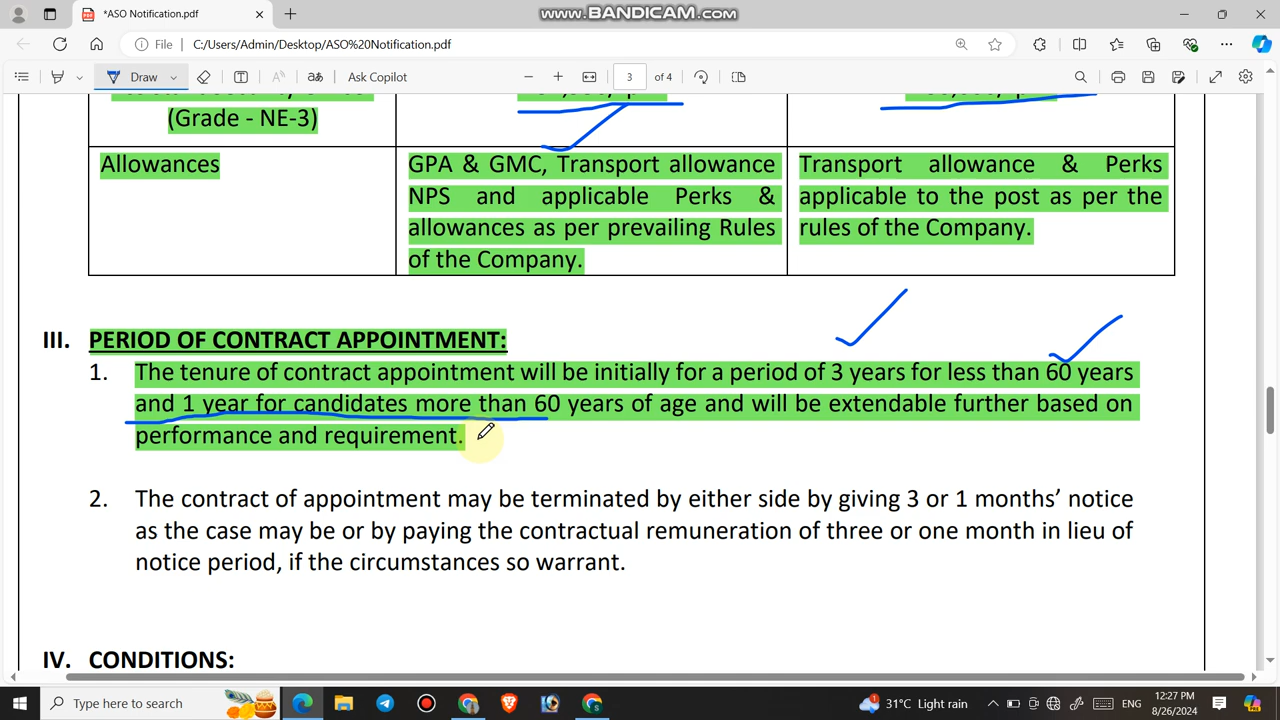 *ASO Notification.pdf
WWW.BANDICAM.COM
File C:/Users/Admin/Desktop/ASO%20Notification.pdf
Draw Ask Copilot 3 of 4
(Grade - NE-3)
Allowances
GPA & GMC, Transport allowance
NPS and applicable Perks &
allowances as per prevailing Rules
of the Company.
Transport allowance & Perks
applicable to the post as per the
rules of the Company.
III. PERIOD OF CONTRACT APPOINTMENT:
1. The tenure of contract appointment will be initially for a period of 3 years for less than 60 years
and 1 year for candidates more than 60 years of age and will be extendable further based on
performance and requirement.
2. The contract of appointment may be terminated by either side by giving 3 or 1 months’ notice
as the case may be or by paying the contractual remuneration of three or one month in lieu of
notice period, if the circumstances so warrant.
IV. CONDITIONS:
Type here to search
31°C Light rain
ENG
12:27 PM
8/26/2024